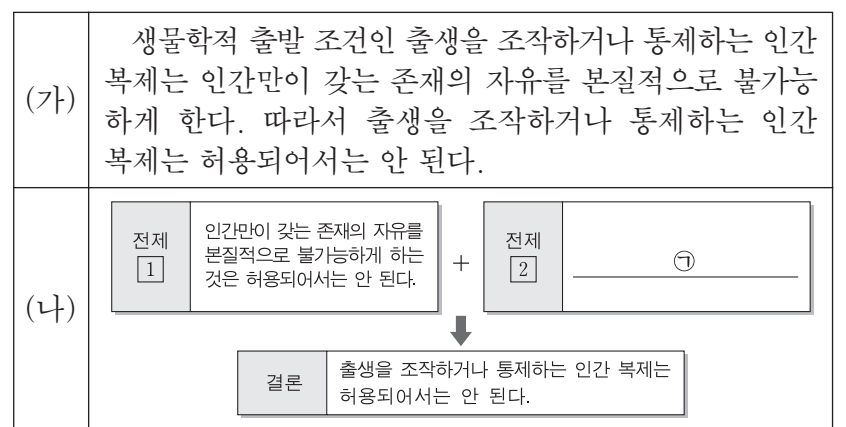 (가)
생물학적 출발 조건인 출생을 조작하거나 통제하는 인간
복제는 인간만이 갖는 존재의 자유를 본질적으로 불가능
하게 한다. 따라서 출생을 조작하거나 통제하는 인간
복제는 허용되어서는 안 된다.
(나)
전제
1
인간만이 갖는 존재의 자유를
본질적으로 불가능하게 하는
것은 허용되어서는 안 된다.
+
전제
2
㉠
결론
출생을 조작하거나 통제하는 인간 복제는
허용되어서는 안 된다.